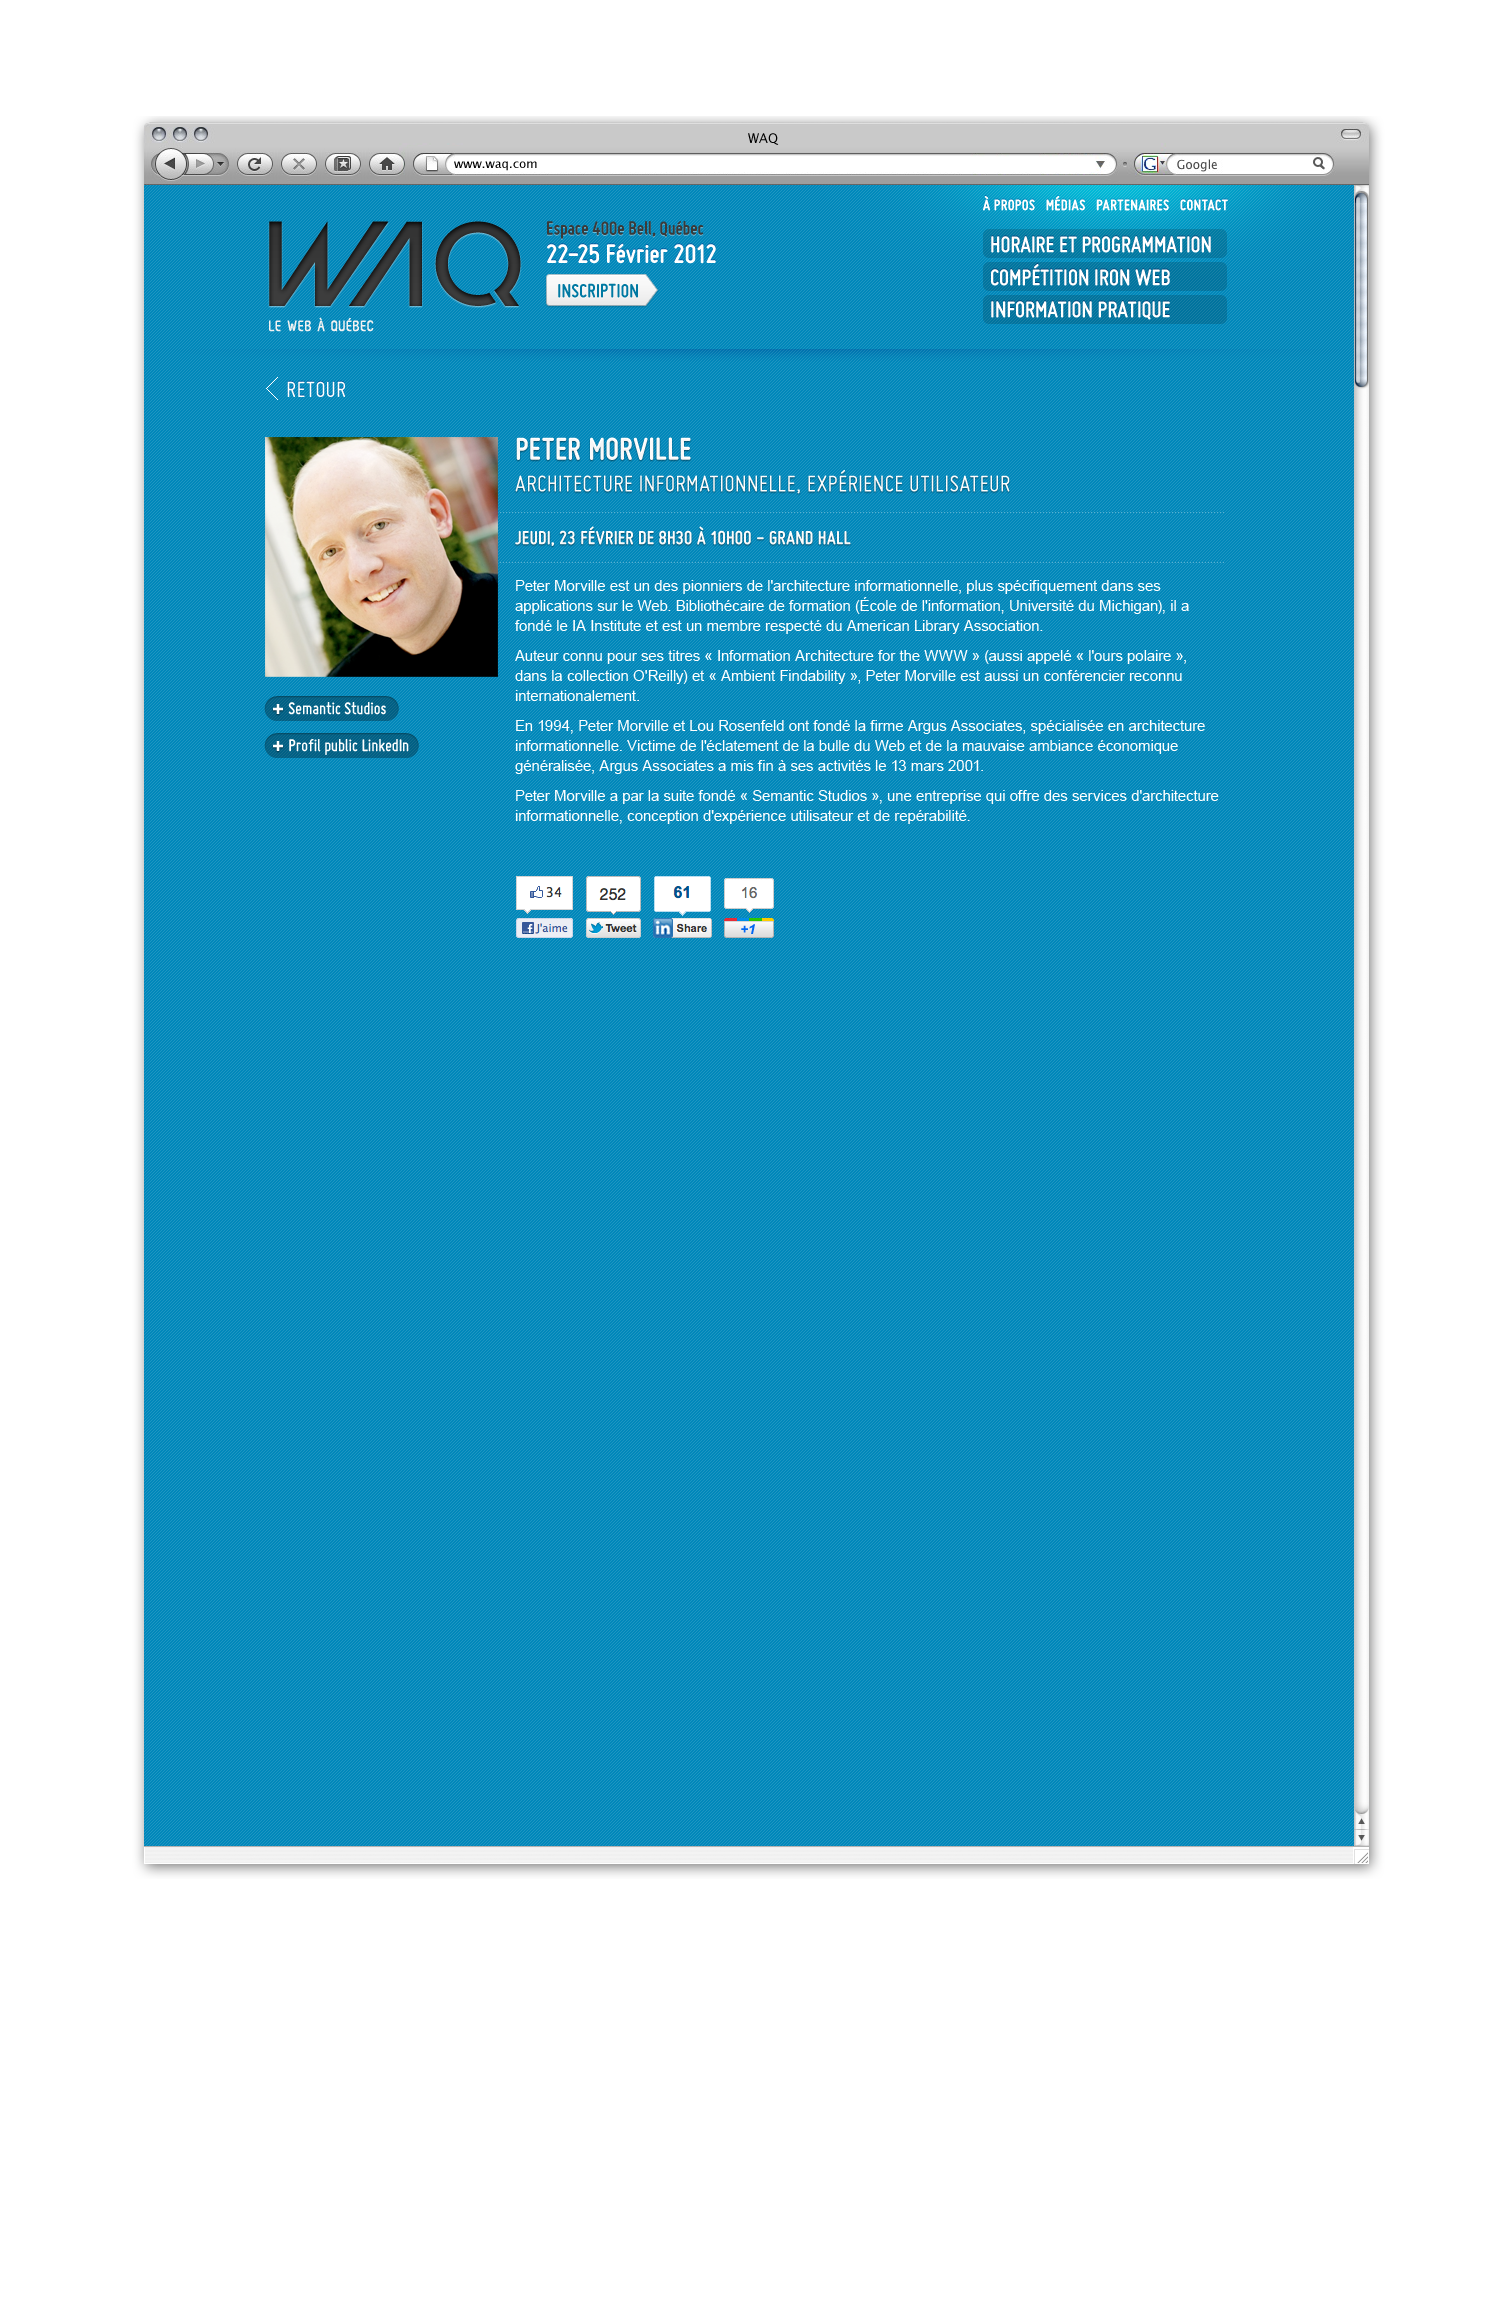 WAQ
www.waq.com
Google
À PROPOS MÉDIAS PARTENAIRES CONTACT
WAQ
LE WEB À QUÉBEC
Espace 400e Bell, Québec
22-25 Février 2012
INSCRIPTION
HORAIRE ET PROGRAMMATION
COMPÉTITION IRON WEB
INFORMATION PRATIQUE
RETOUR
PETER MORVILLE
ARCHITECTURE INFORMATIONNELLE, EXPÉRIENCE UTILISATEUR
JEUDI, 23 FÉVRIER DE 8H30 À 10H00 - GRAND HALL
Peter Morville est un des pionniers de l'architecture informationnelle, plus spécifiquement dans ses
applications sur le Web. Bibliothécaire de formation (École de l'information, Université du Michigan), il a
fondé le IA Institute et est un membre respecté du American Library Association.
Auteur connu pour ses titres « Information Architecture for the WWW » (aussi appelé « l'ours polaire »,
dans la collection O'Reilly) et « Ambient Findability », Peter Morville est aussi un conférencier reconnu
internationalement.
En 1994, Peter Morville et Lou Rosenfeld ont fondé la firme Argus Associates, spécialisée en architecture
informationnelle. Victime de l'éclatement de la bulle du Web et de la mauvaise ambiance économique
généralisée, Argus Associates a mis fin à ses activités le 13 mars 2001.
Peter Morville a par la suite fondé « Semantic Studios », une entreprise qui offre des services d'architecture
informationnelle, conception d'expérience utilisateur et de repérabilité.
+ Semantic Studios
+ Profil public LinkedIn
34 252 61 16
J'aime Tweet in Share +1